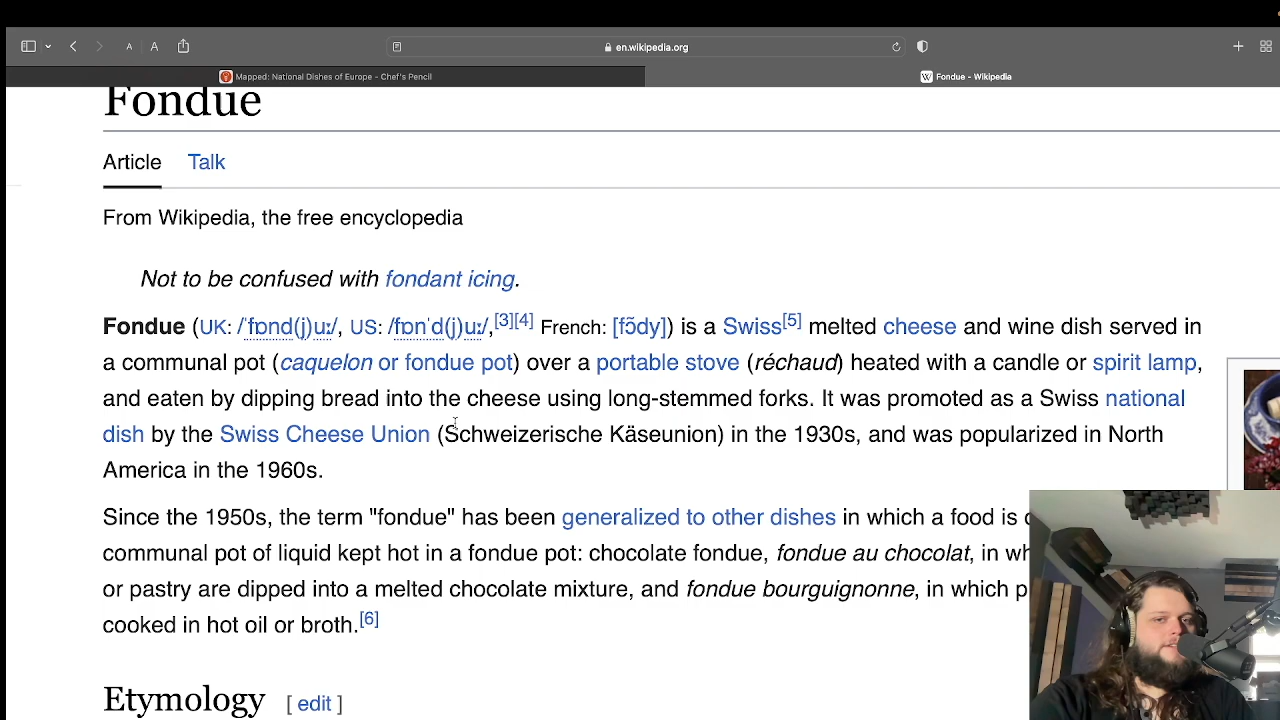 A A en.wikipedia.org
Mapped: National Dishes of Europe - Chef's Pencil
W Fondue - Wikipedia
Fondue
Article Talk
From Wikipedia, the free encyclopedia
Not to be confused with fondant icing.
Fondue (UK: /ˈfɒnd(j)uː/, US: /fɒnˈd(j)uː/,[3][4] French: [fɔ̃dy]) is a Swiss[5] melted cheese and wine dish served in
a communal pot (caquelon or fondue pot) over a portable stove (réchaud) heated with a candle or spirit lamp,
and eaten by dipping bread into the cheese using long-stemmed forks. It was promoted as a Swiss national
dish by the Swiss Cheese Union (Schweizerische Käseunion) in the 1930s, and was popularized in North
America in the 1960s.
Since the 1950s, the term "fondue" has been generalized to other dishes in which a food is
communal pot of liquid kept hot in a fondue pot: chocolate fondue, fondue au chocolat, in
or pastry are dipped into a melted chocolate mixture, and fondue bourguignonne, in which
cooked in hot oil or broth.[6]
Etymology [ edit ]